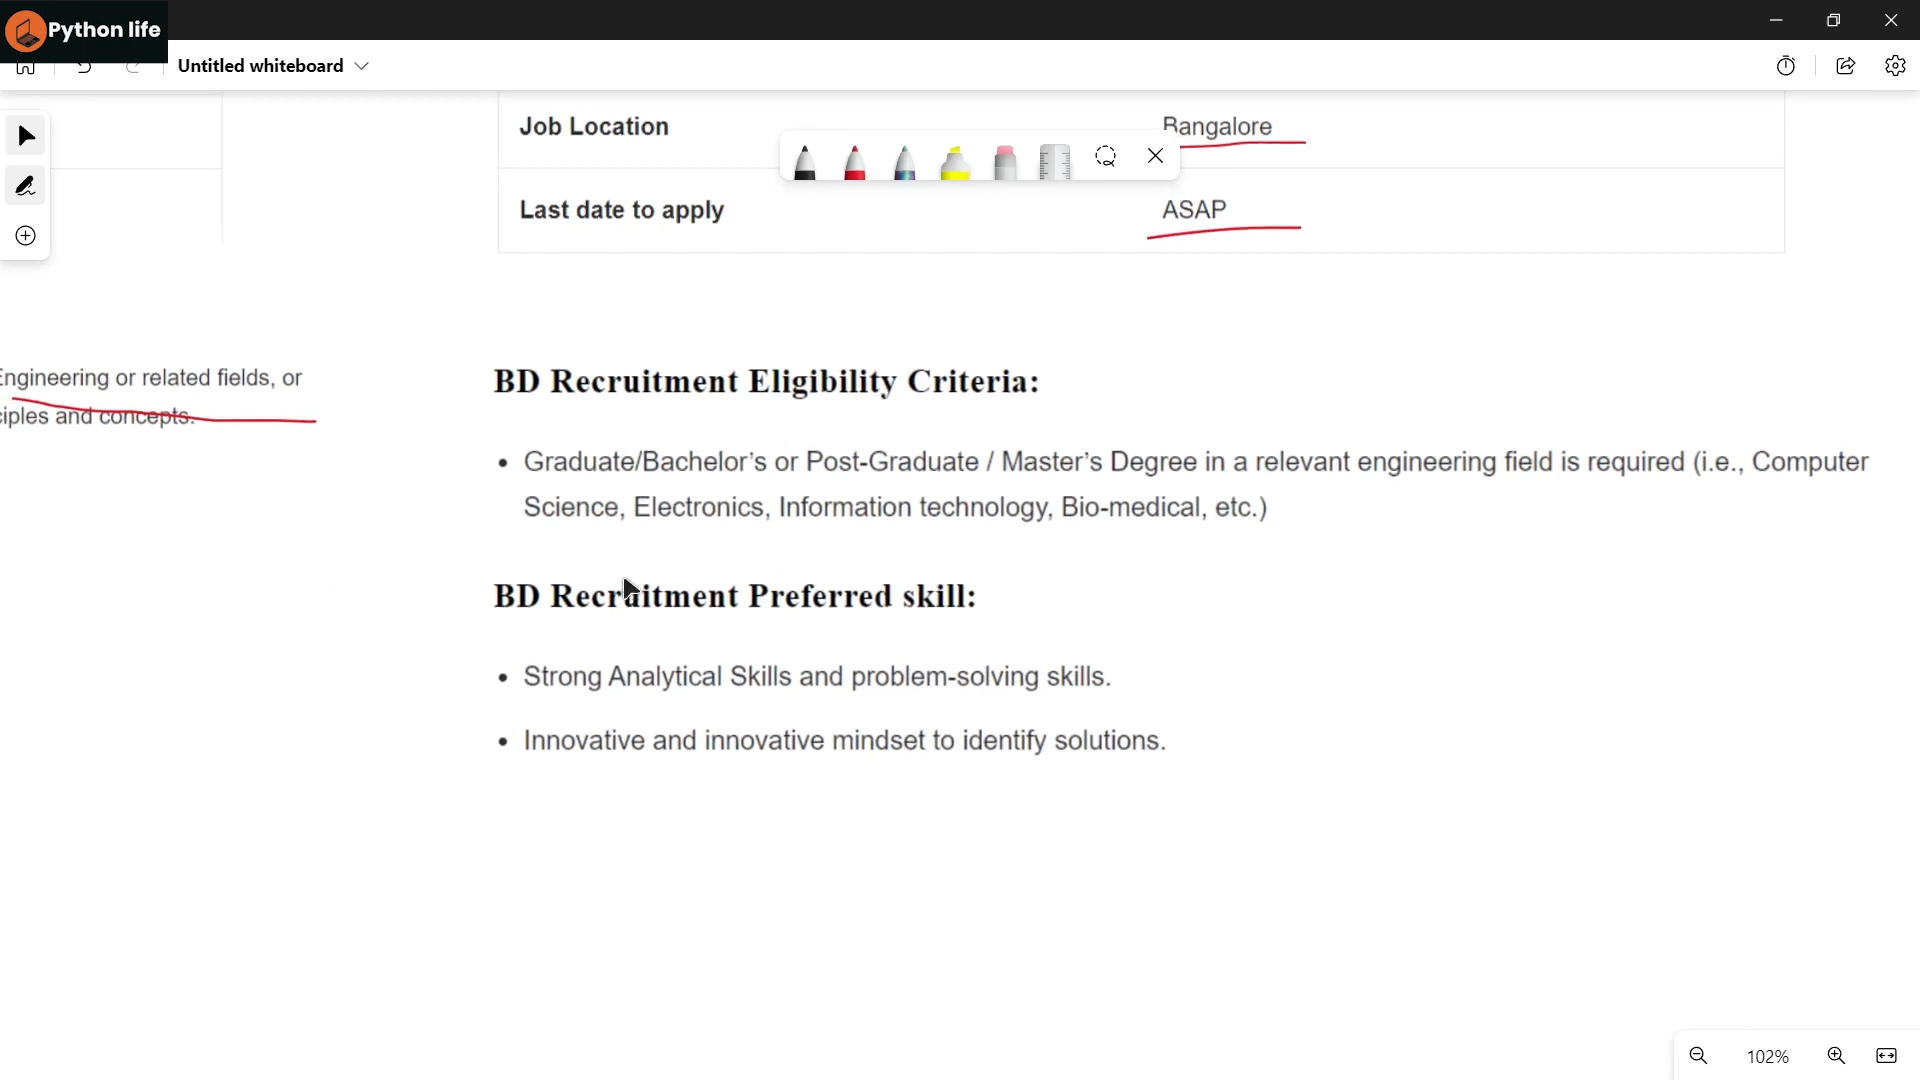 Python life
Untitled whiteboard
Job Location
Bangalore
Last date to apply
ASAP
Engineering or related fields, or
ciples and concepts.
BD Recruitment Eligibility Criteria:
• Graduate/Bachelor’s or Post-Graduate / Master’s Degree in a relevant engineering field is required (i.e., Computer
Science, Electronics, Information technology, Bio-medical, etc.)
BD Recruitment Preferred skill:
• Strong Analytical Skills and problem-solving skills.
• Innovative and innovative mindset to identify solutions.
102%